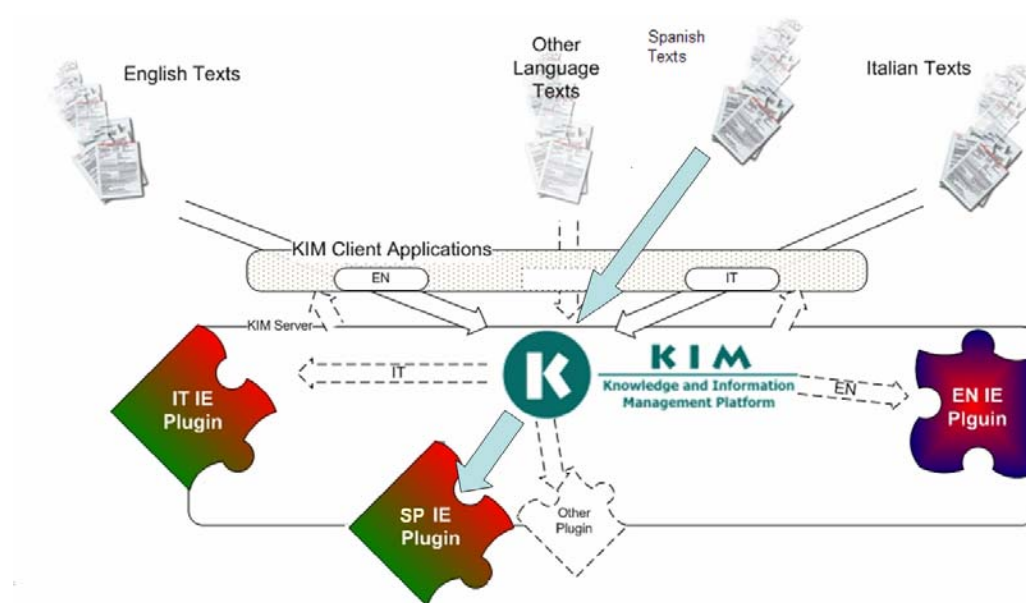 English Texts
Other
Language
Texts
Spanish
Texts
Italian Texts
KIM Client Applications
EN
IT
KIM Server
IT
K
KIM
Knowledge and Information
Management Platform
EN
IT IE
Plugin
EN IE
Plguin
SP IE
Plugin
Other
Plugin